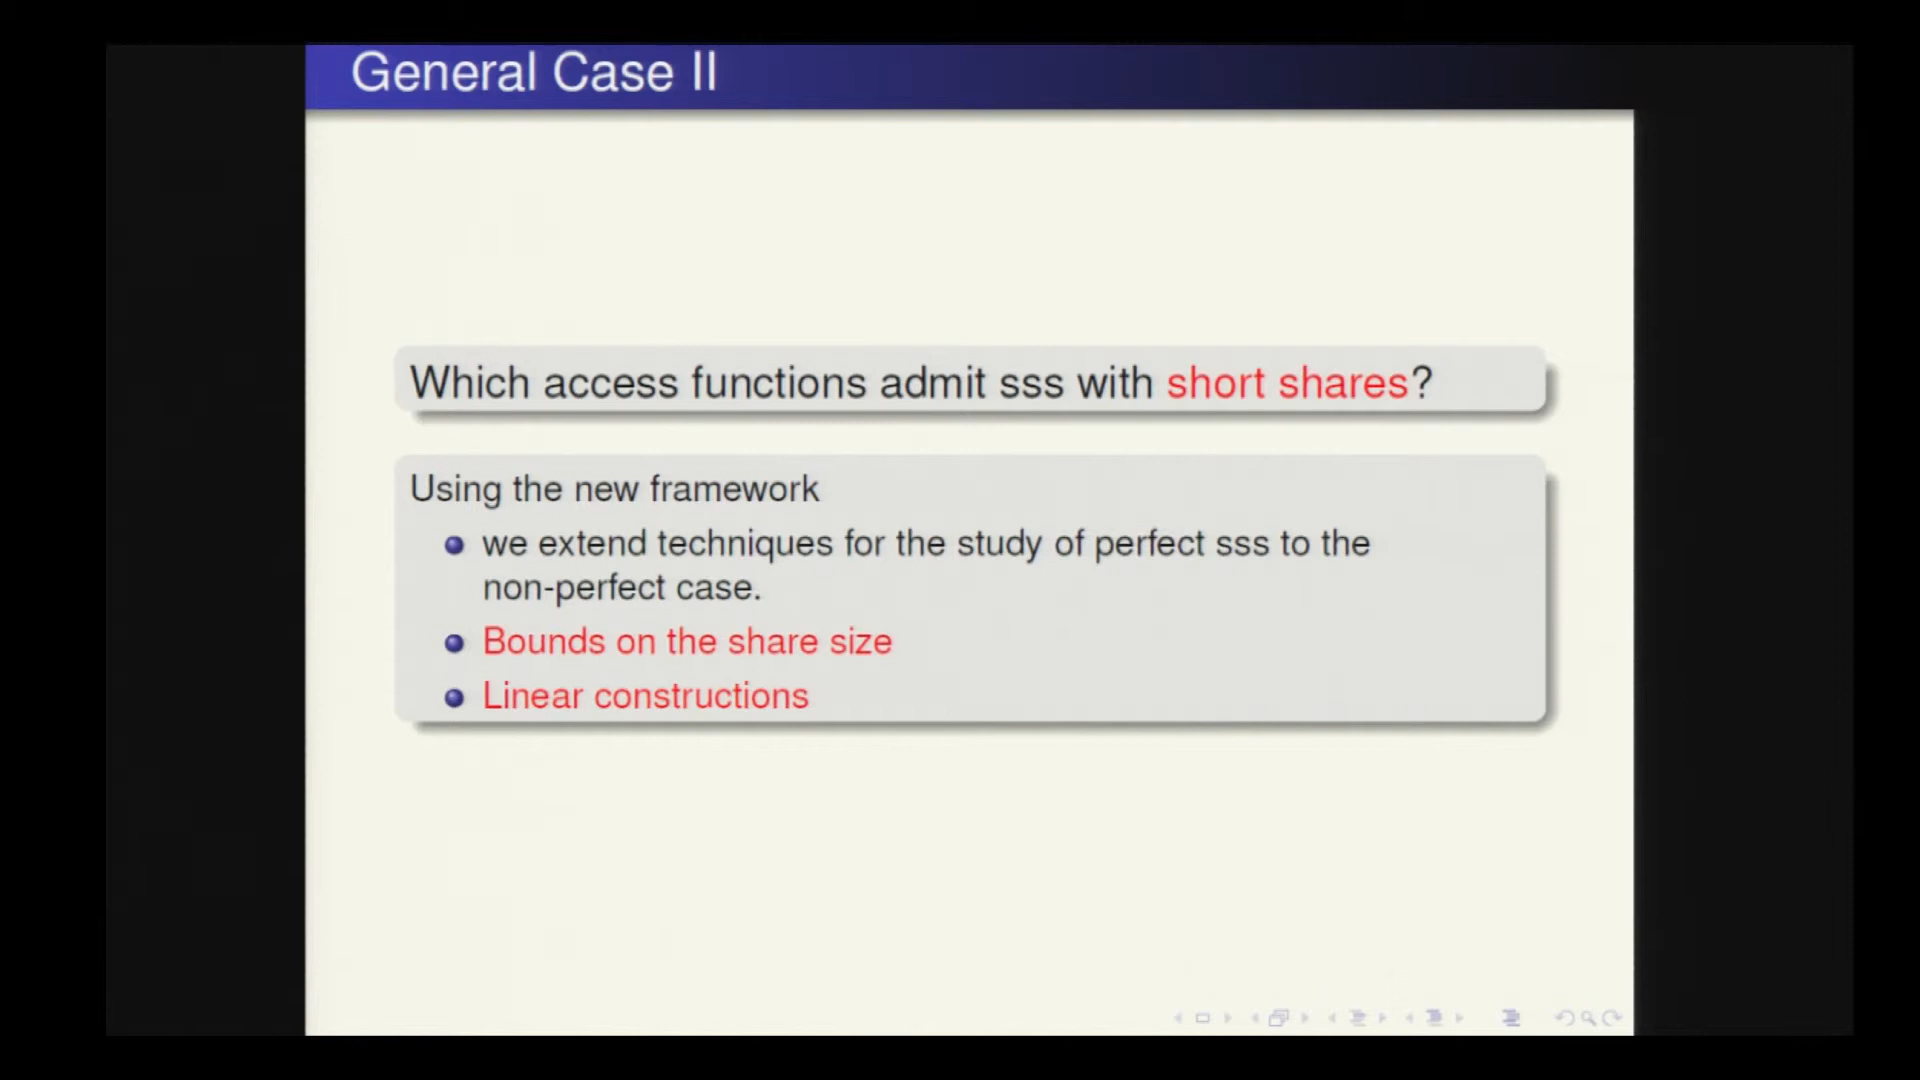 General Case II
Which access functions admit sss with short shares?
Using the new framework
we extend techniques for the study of perfect sss to the
non-perfect case.
Bounds on the share size
Linear constructions